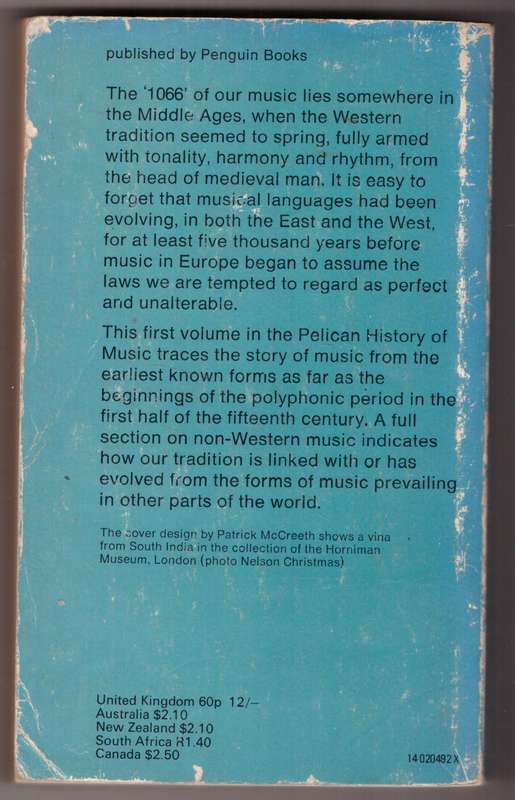 published by Penguin Books
The '1066' of our music lies somewhere in
the Middle Ages, when the Western
tradition seemed to spring, fully armed
with tonality, harmony and rhythm, from
the head of medieval man. It is easy to
forget that musical languages had been
evolving, in both the East and the West,
for at least five thousand years before
music in Europe began to assume the
laws we are tempted to regard as perfect
and unalterable.
This first volume in the Pelican History of
Music traces the story of music from the
earliest known forms as far as the
beginnings of the polyphonic period in the
first half of the fifteenth century. A full
section on non-Western music indicates
how our tradition is linked with or has
evolved from the forms of music prevailing
in other parts of the world.
The cover design by Patrick McCreeth shows a vina
from South India in the collection of the Horniman
Museum, London (photo Nelson Christmas)
United Kingdom 60p 12/–
Australia $2.10
New Zealand $2.10
South Africa R1.40
Canada $2.50
14 020492 X